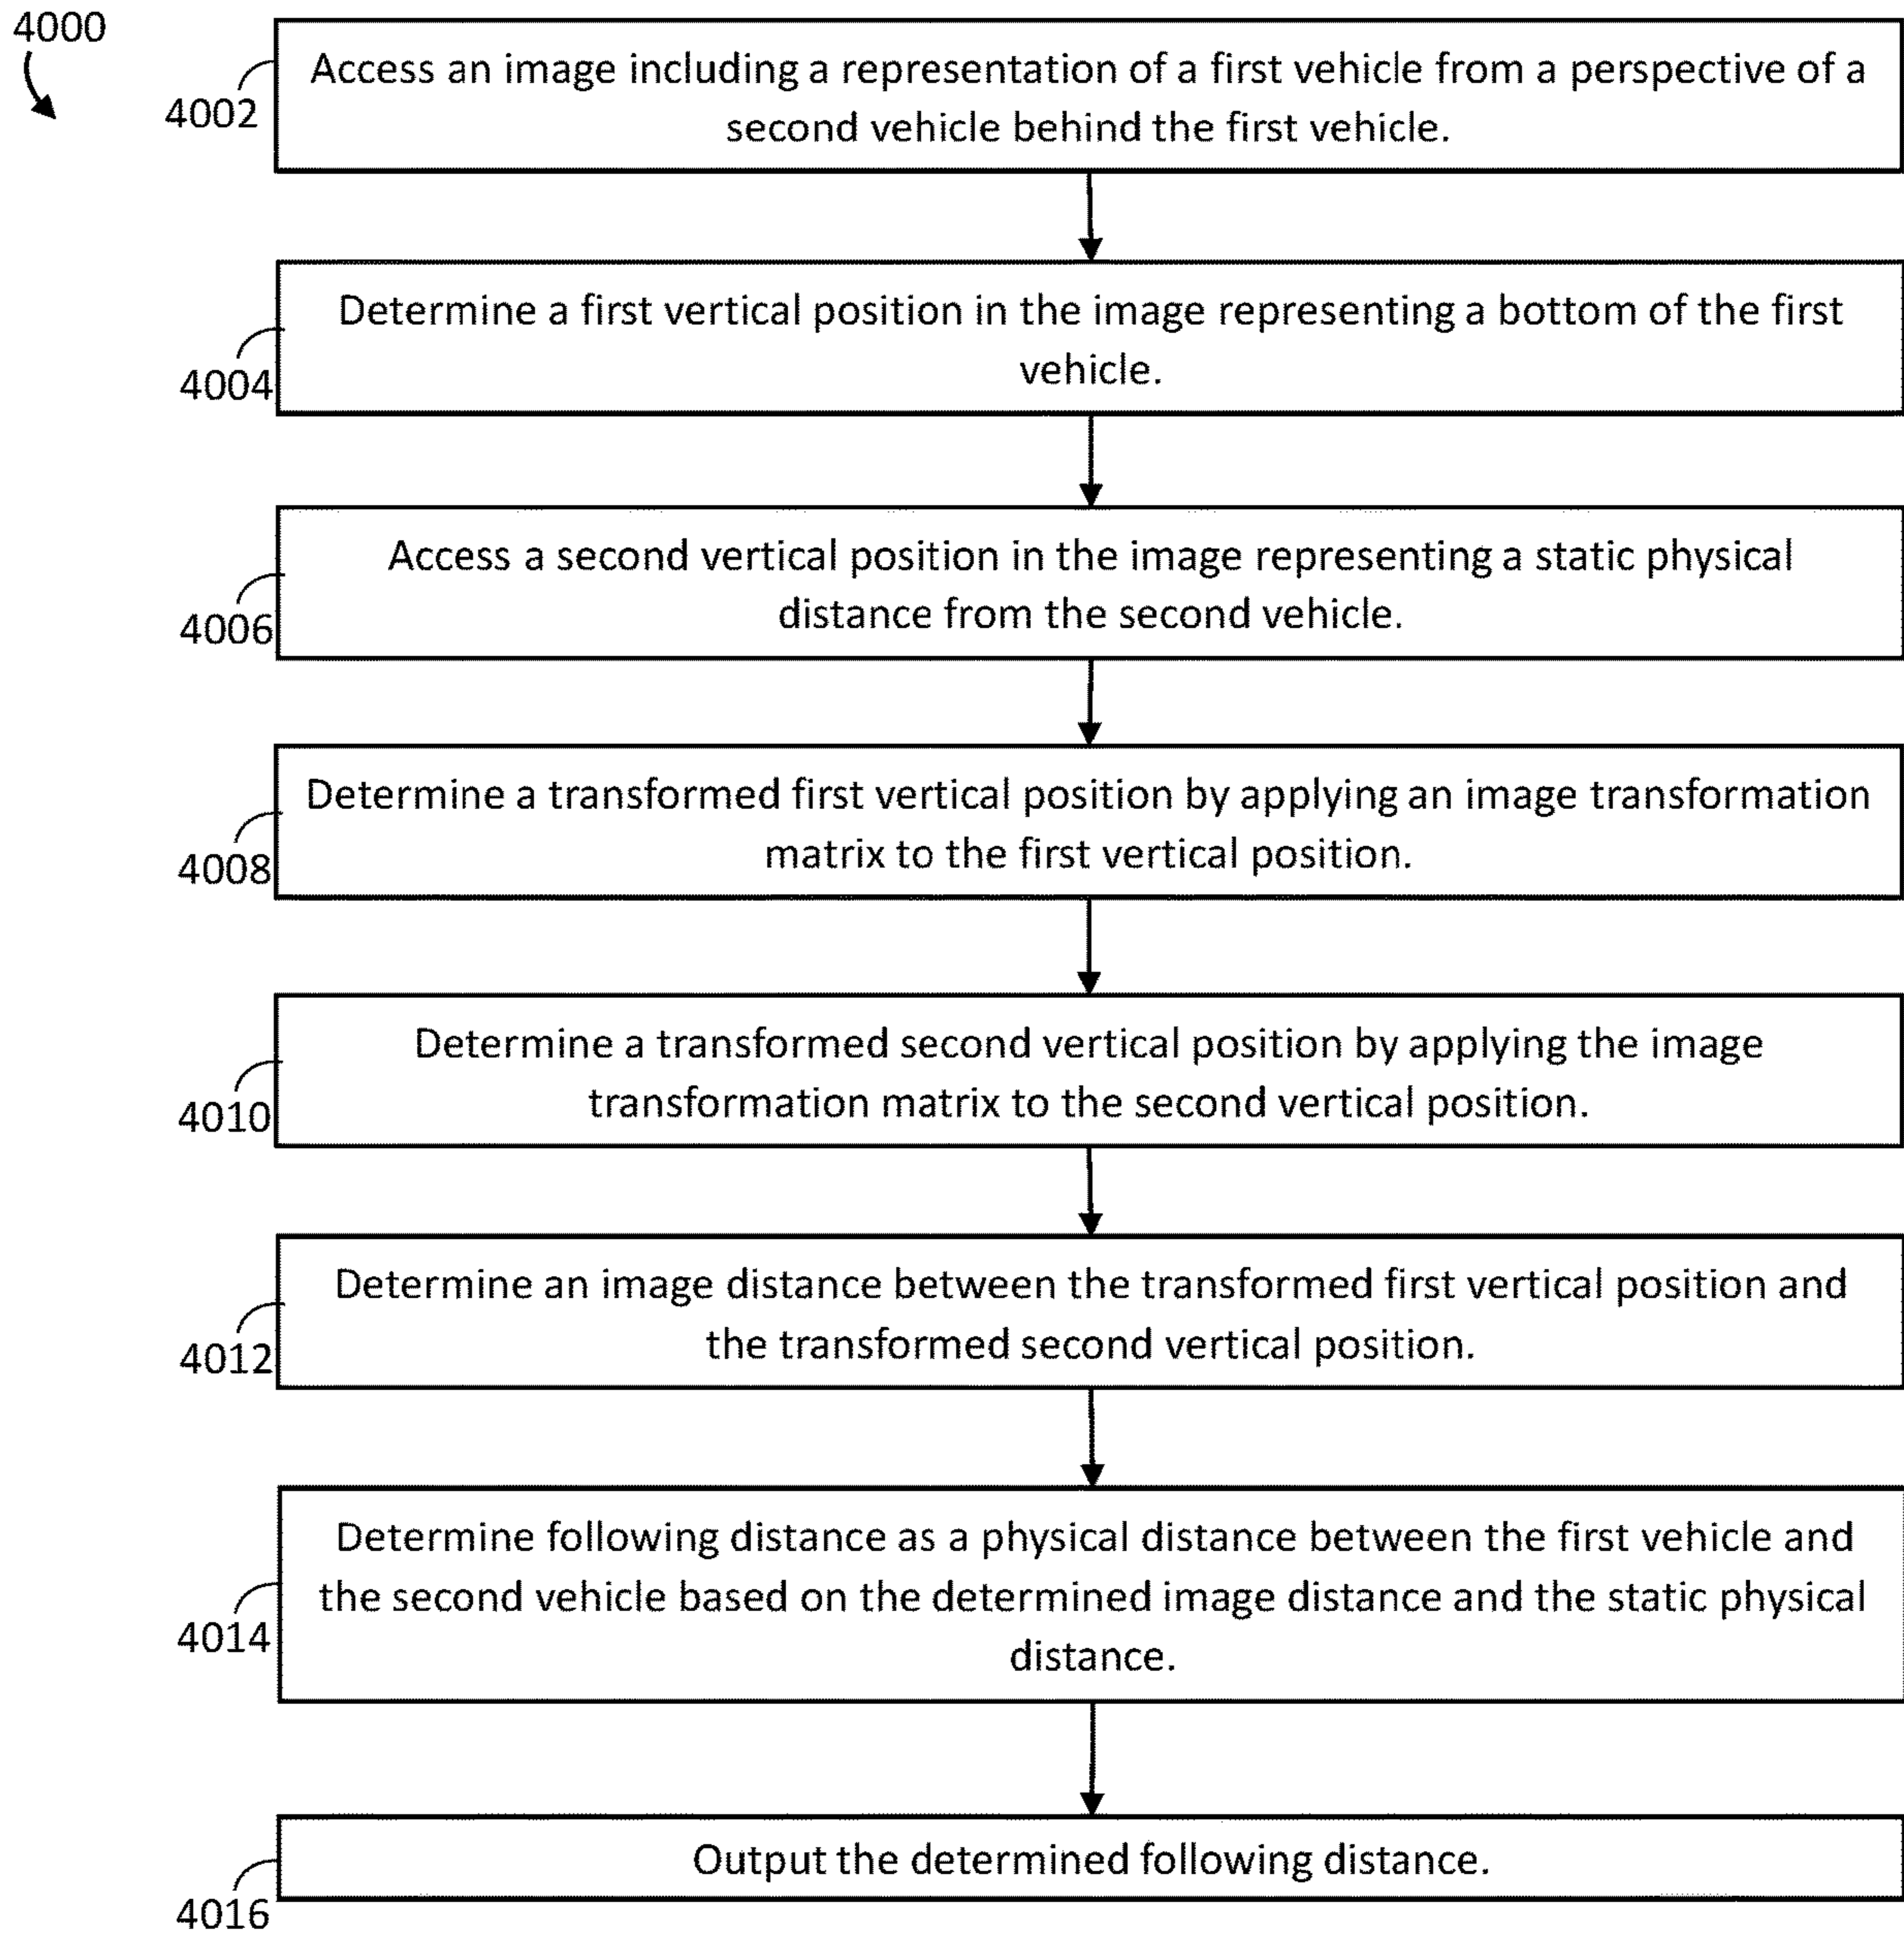 4000
Access an image including a representation of a first vehicle from a perspective of a
second vehicle behind the first vehicle.
4002
Determine a first vertical position in the image representing a bottom of the first
vehicle.
4004
Access a second vertical position in the image representing a static physical
distance from the second vehicle.
4006
Determine a transformed first vertical position by applying an image transformation
matrix to the first vertical position.
4008
Determine a transformed second vertical position by applying the image
transformation matrix to the second vertical position.
4010
Determine an image distance between the transformed first vertical position and
the transformed second vertical position.
4012
Determine following distance as a physical distance between the first vehicle and
the second vehicle based on the determined image distance and the static physical
distance.
4014
Output the determined following distance.
4016